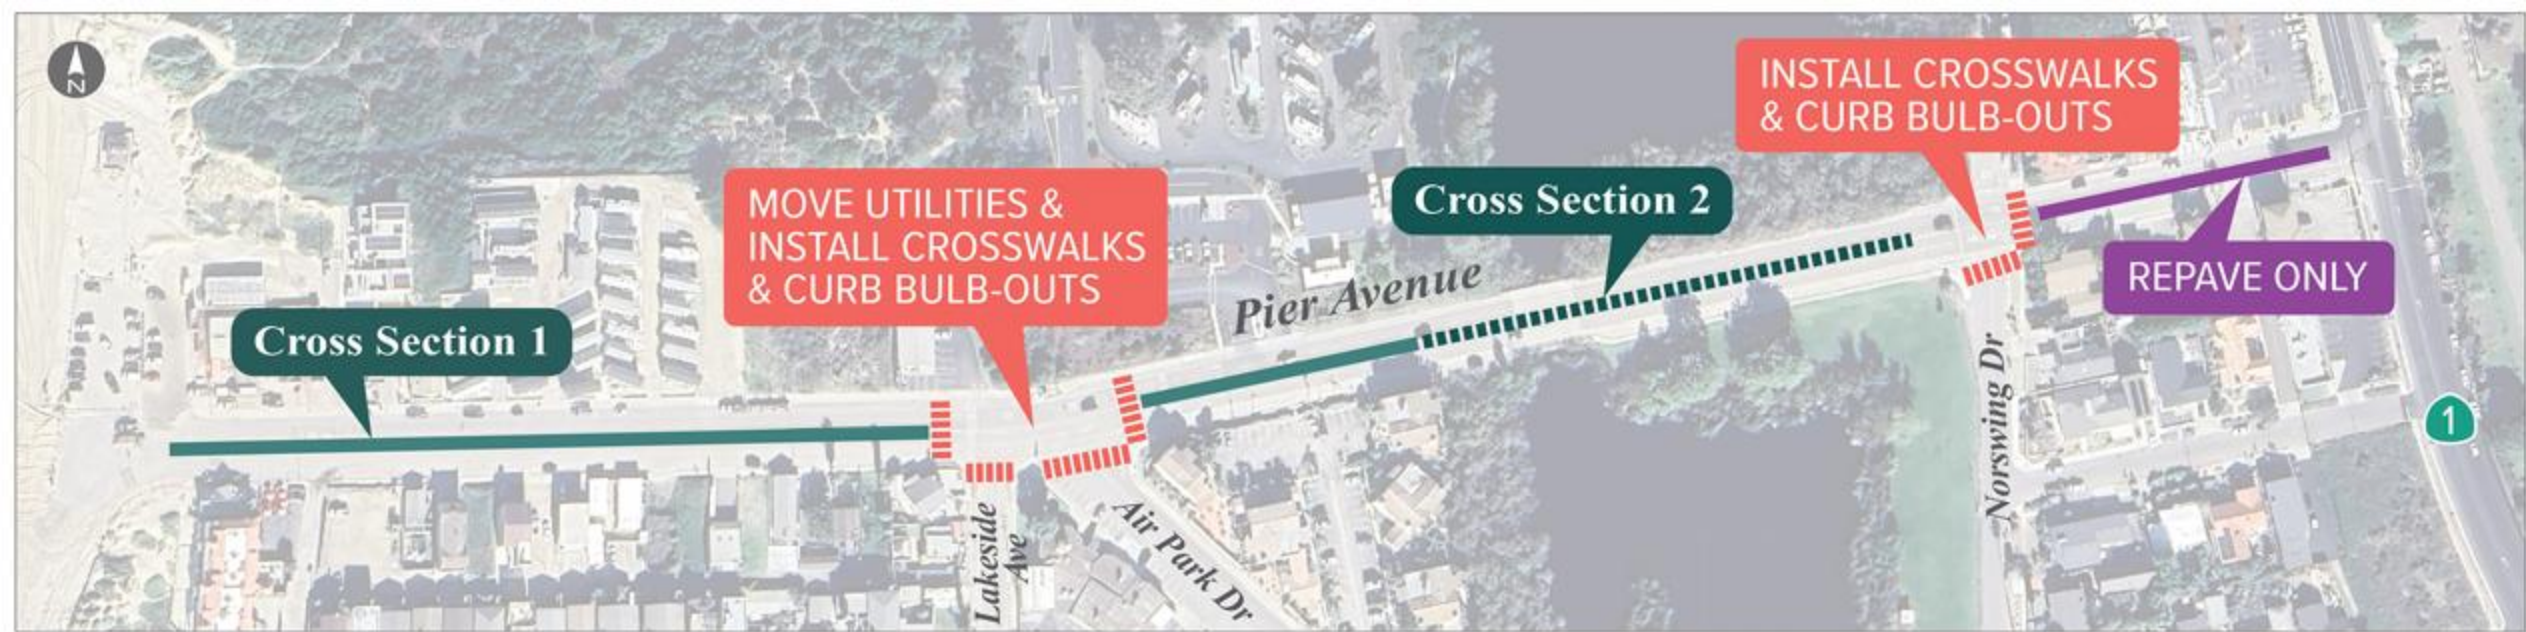 N
INSTALL CROSSWALKS
& CURB BULB-OUTS
MOVE UTILITIES &
INSTALL CROSSWALKS
& CURB BULB-OUTS
Cross Section 2
Pier Avenue
REPAVE ONLY
Cross Section 1
Norswing Dr
1
Lakeside
Ave
Air Park Dr